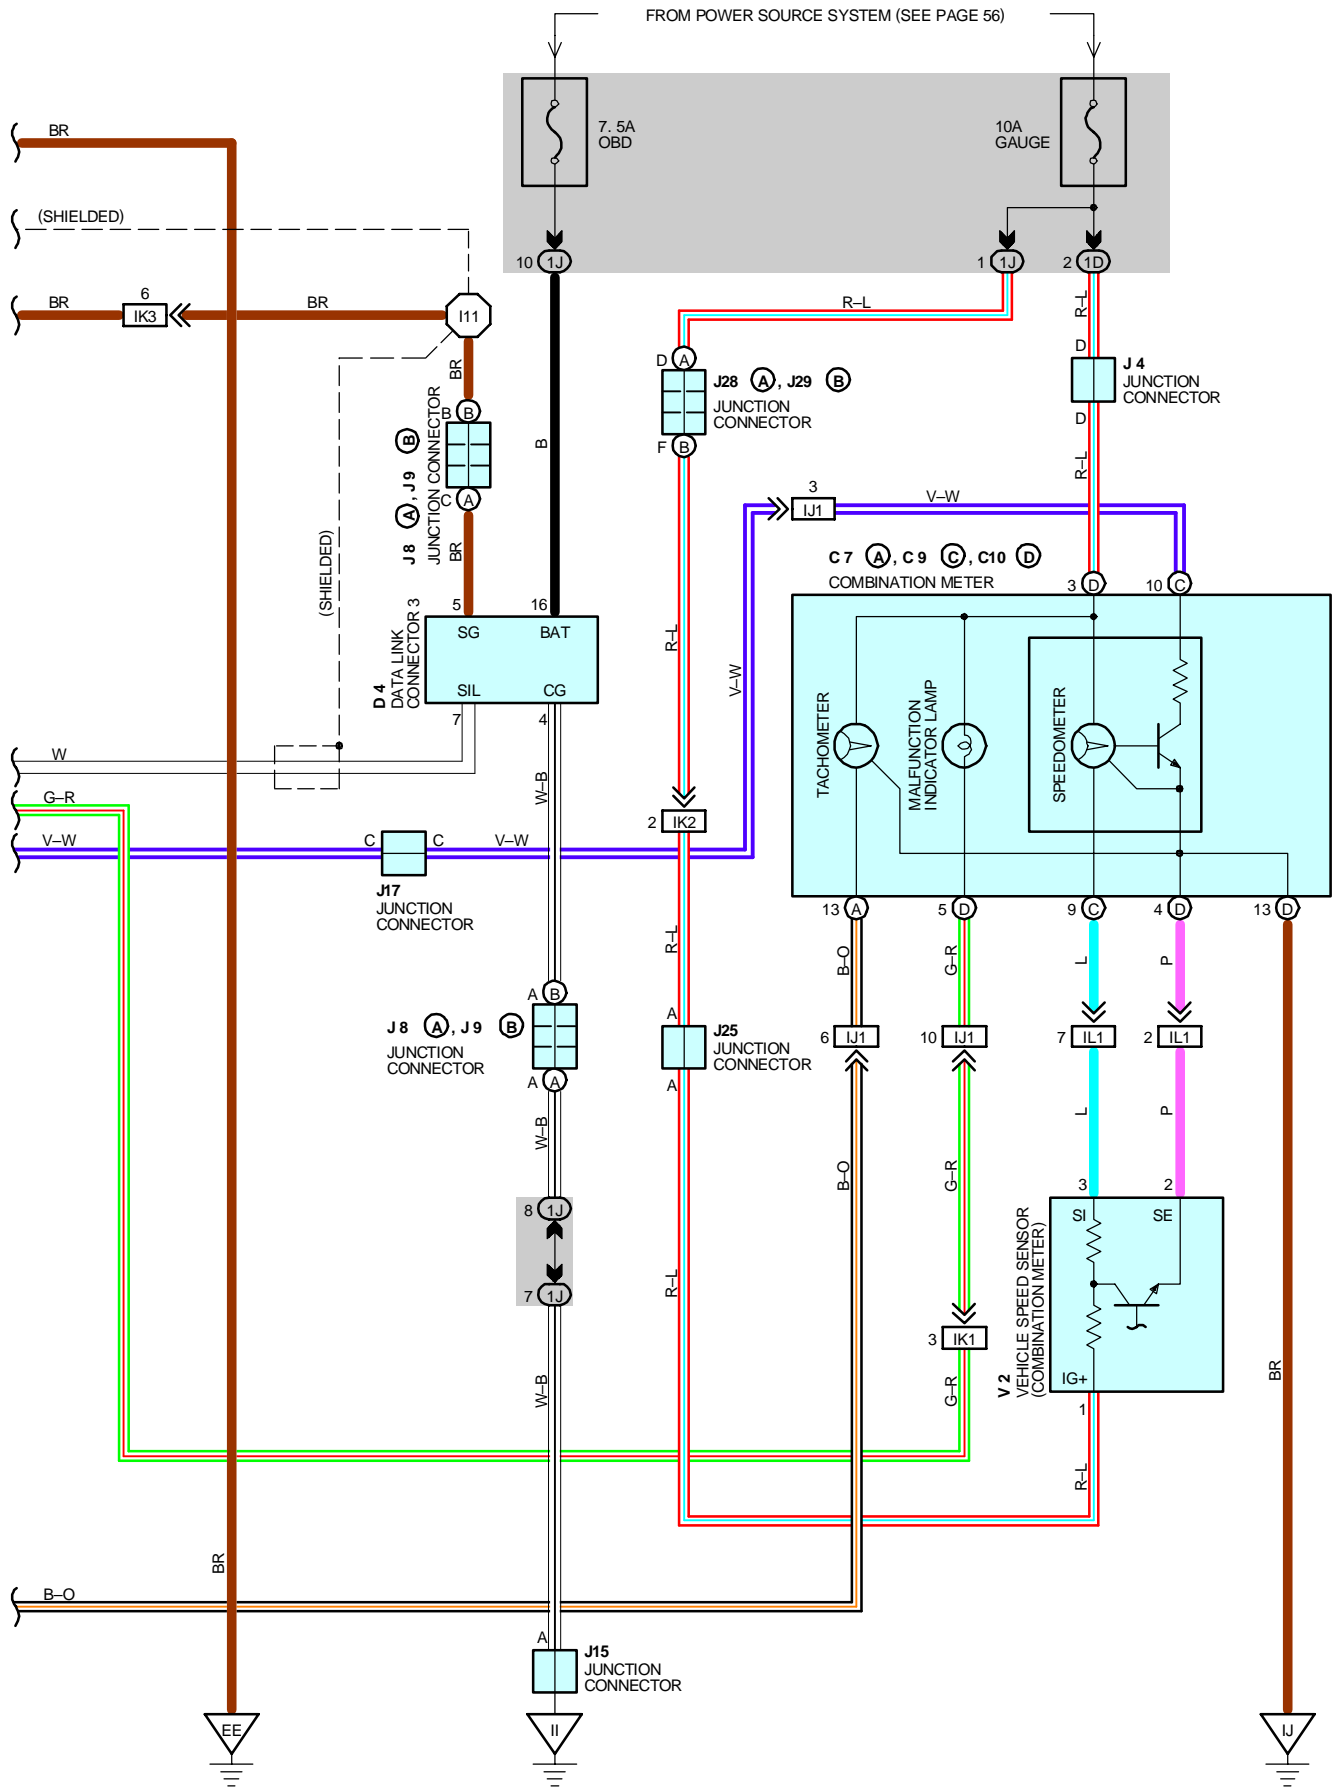 FROM POWER SOURCE SYSTEM (SEE PAGE 56)
7. 5A
OBD
10A
GAUGE
BR
(SHIELDED)
10 1J
1 1J
2 1D
BR
6
IK3
BR
I11
R–L
R–L
D A
J28 A , J29 B
JUNCTION
CONNECTOR
F B
D
J 4
JUNCTION
CONNECTOR
D
R–L
BR
B B
J 8 A , J 9 B
JUNCTION CONNECTOR
C A
BR
B
(SHIELDED)
3
IJ1
V–W
C 7 A , C 9 C , C10 D
COMBINATION METER
3 D
10 C
5
16
SG
BAT
SIL
CG
D 4
DATA LINK
CONNECTOR 3
7
4
R–L
V–W
TACHOMETER
MALFUNCTION
INDICATOR LAMP
SPEEDOMETER
W
G–R
V–W
W–B
C
C
V–W
J17
JUNCTION
CONNECTOR
2 IK2
13 A
5 D
9 C
4 D
13 D
R–L
B–O
G–R
L
P
A B
J 8 A , J 9 B
JUNCTION
CONNECTOR
A A
A
J25
JUNCTION
CONNECTOR
A
6 IJ1
10 IJ1
7 IL1
2 IL1
W–B
B–O
G–R
L
P
8 1J
7 1J
R–L
3
2
SI
SE
IG+
V 2
VEHICLE SPEED SENSOR
(COMBINATION METER)
1
3 IK1
W–B
G–R
BR
R–L
BR
B–O
A
J15
JUNCTION
CONNECTOR
EE
II
IJ